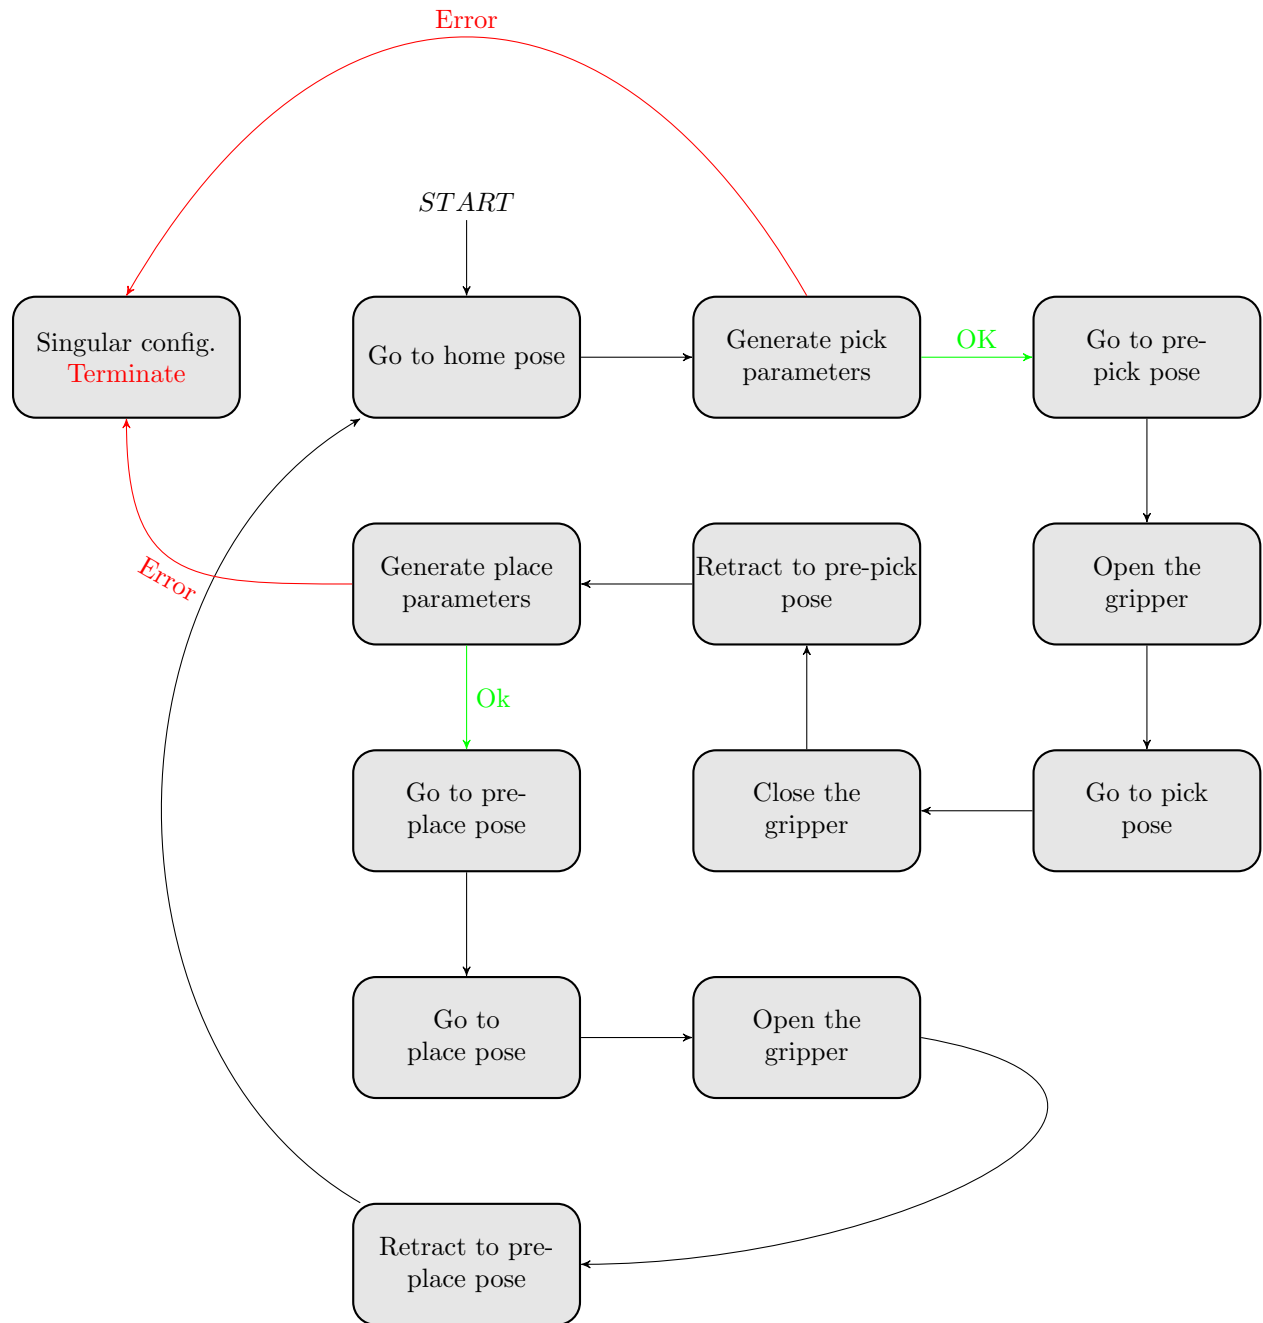 Error
START
Singular config.
Terminate
Go to home pose
Generate pick
parameters
OK
Go to pre-
pick pose
Error
Generate place
parameters
Retract to pre-pick
pose
Open the
gripper
Ok
Go to pre-
place pose
Close the
gripper
Go to pick
pose
Go to
place pose
Open the
gripper
Retract to pre-
place pose